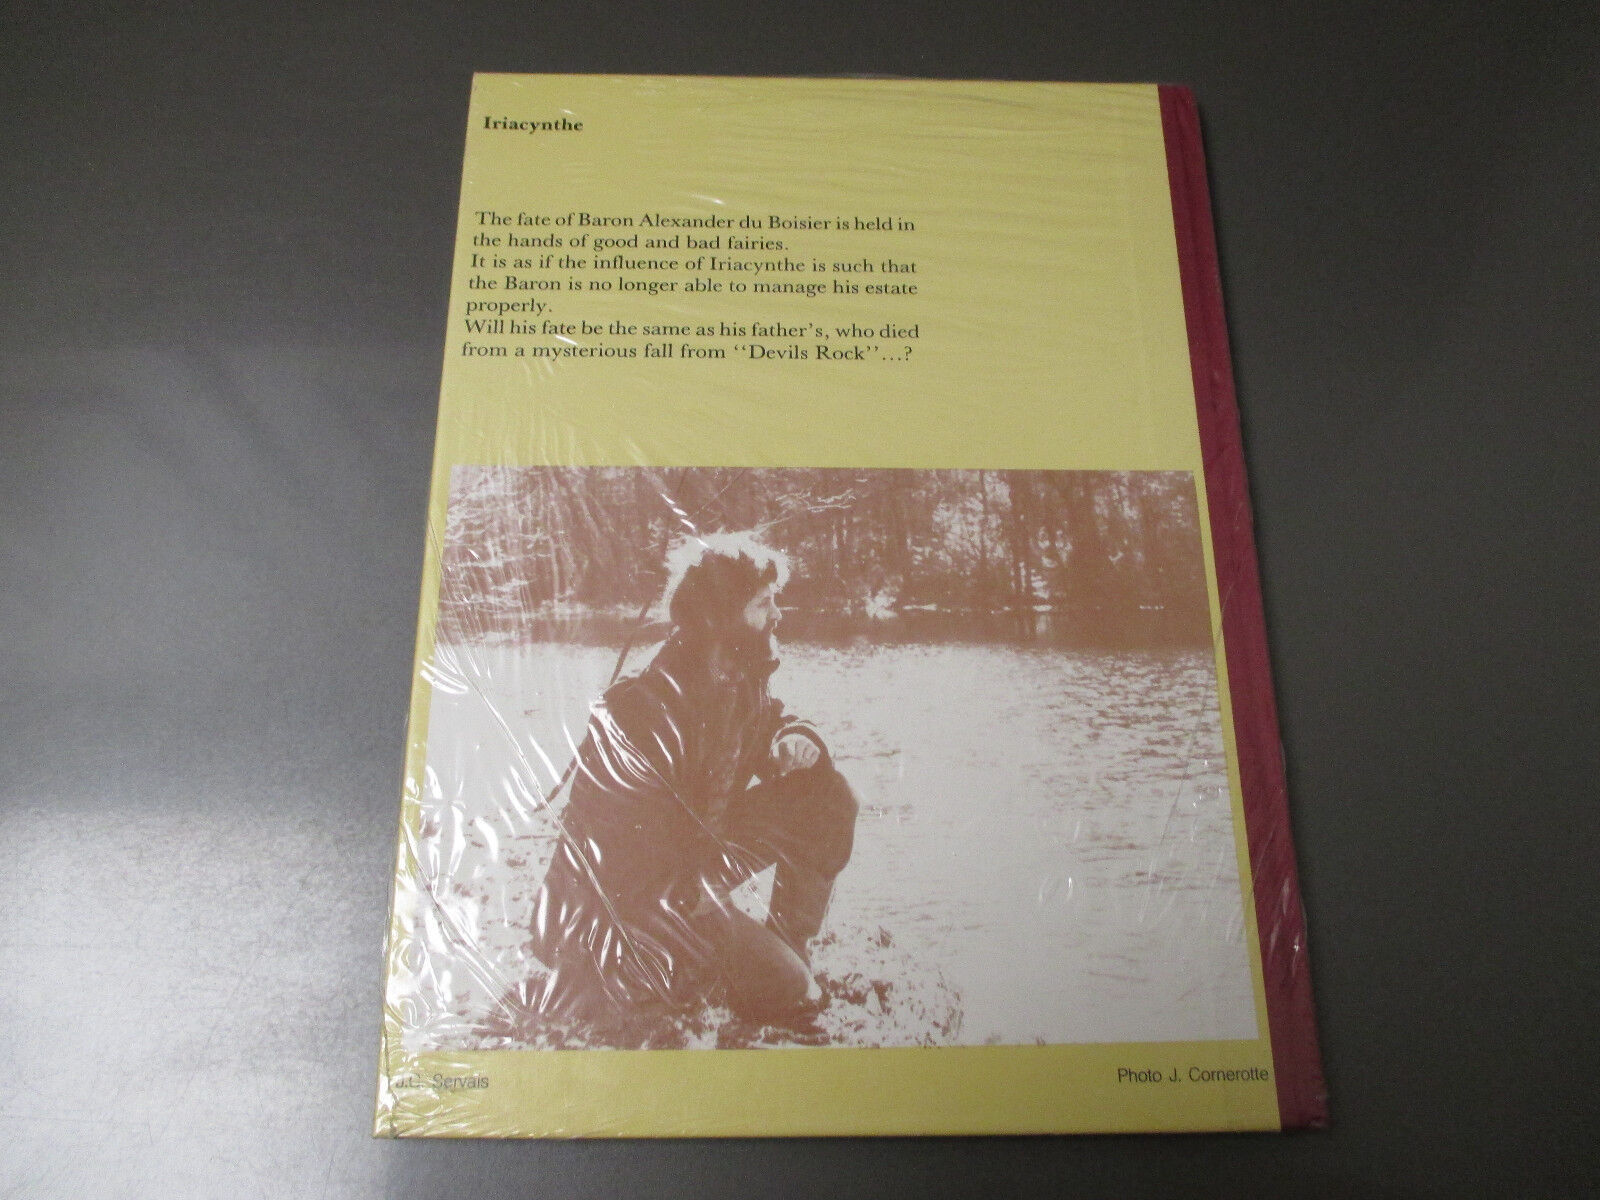 Iriacynthe
The fate of Baron Alexander du Boisier is held in
the hands of good and bad fairies.
It is as if the influence of Iriacynthe is such that
the Baron is no longer able to manage his estate
properly.
Will his fate be the same as his father's, who died
from a mysterious fall from ‘‘Devils Rock’’...?
J.C. Servais
Photo J. Cornerotte